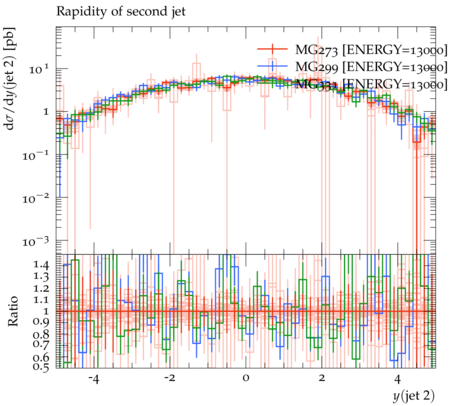 Rapidity of second jet
dσ/dy(jet 2) [pb]
MG273 [ENERGY=13000]
MG299 [ENERGY=13000]
[ENERGY=13000]
10^1
1
10^−1
10^−2
10^−3
Ratio
1.4
1.3
1.2
1.1
1
0.9
0.8
0.7
0.6
0.5
-4 -2 0 2 4
y(jet 2)